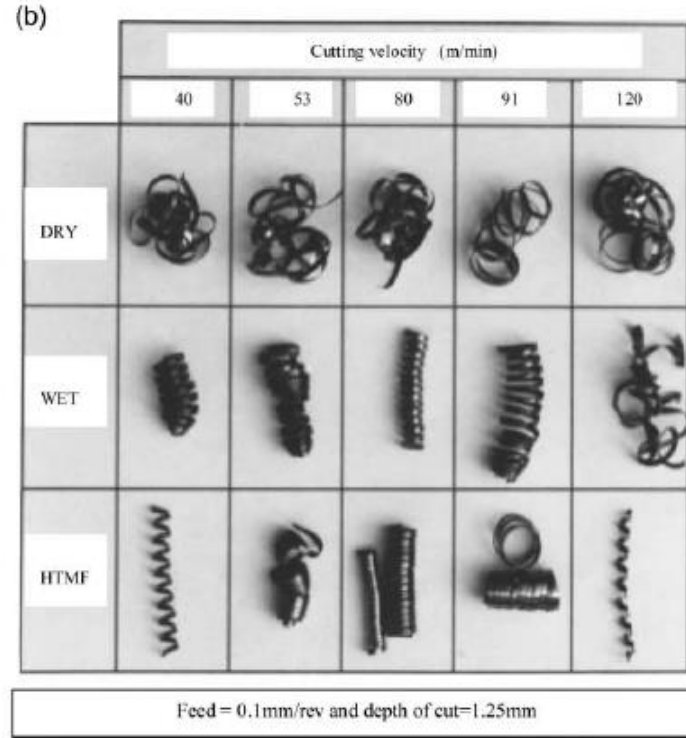 (b)
Cutting velocity (m/min)
40 53 80 91 120
DRY
WET
HTMF
Feed = 0.1mm/rev and depth of cut=1.25mm